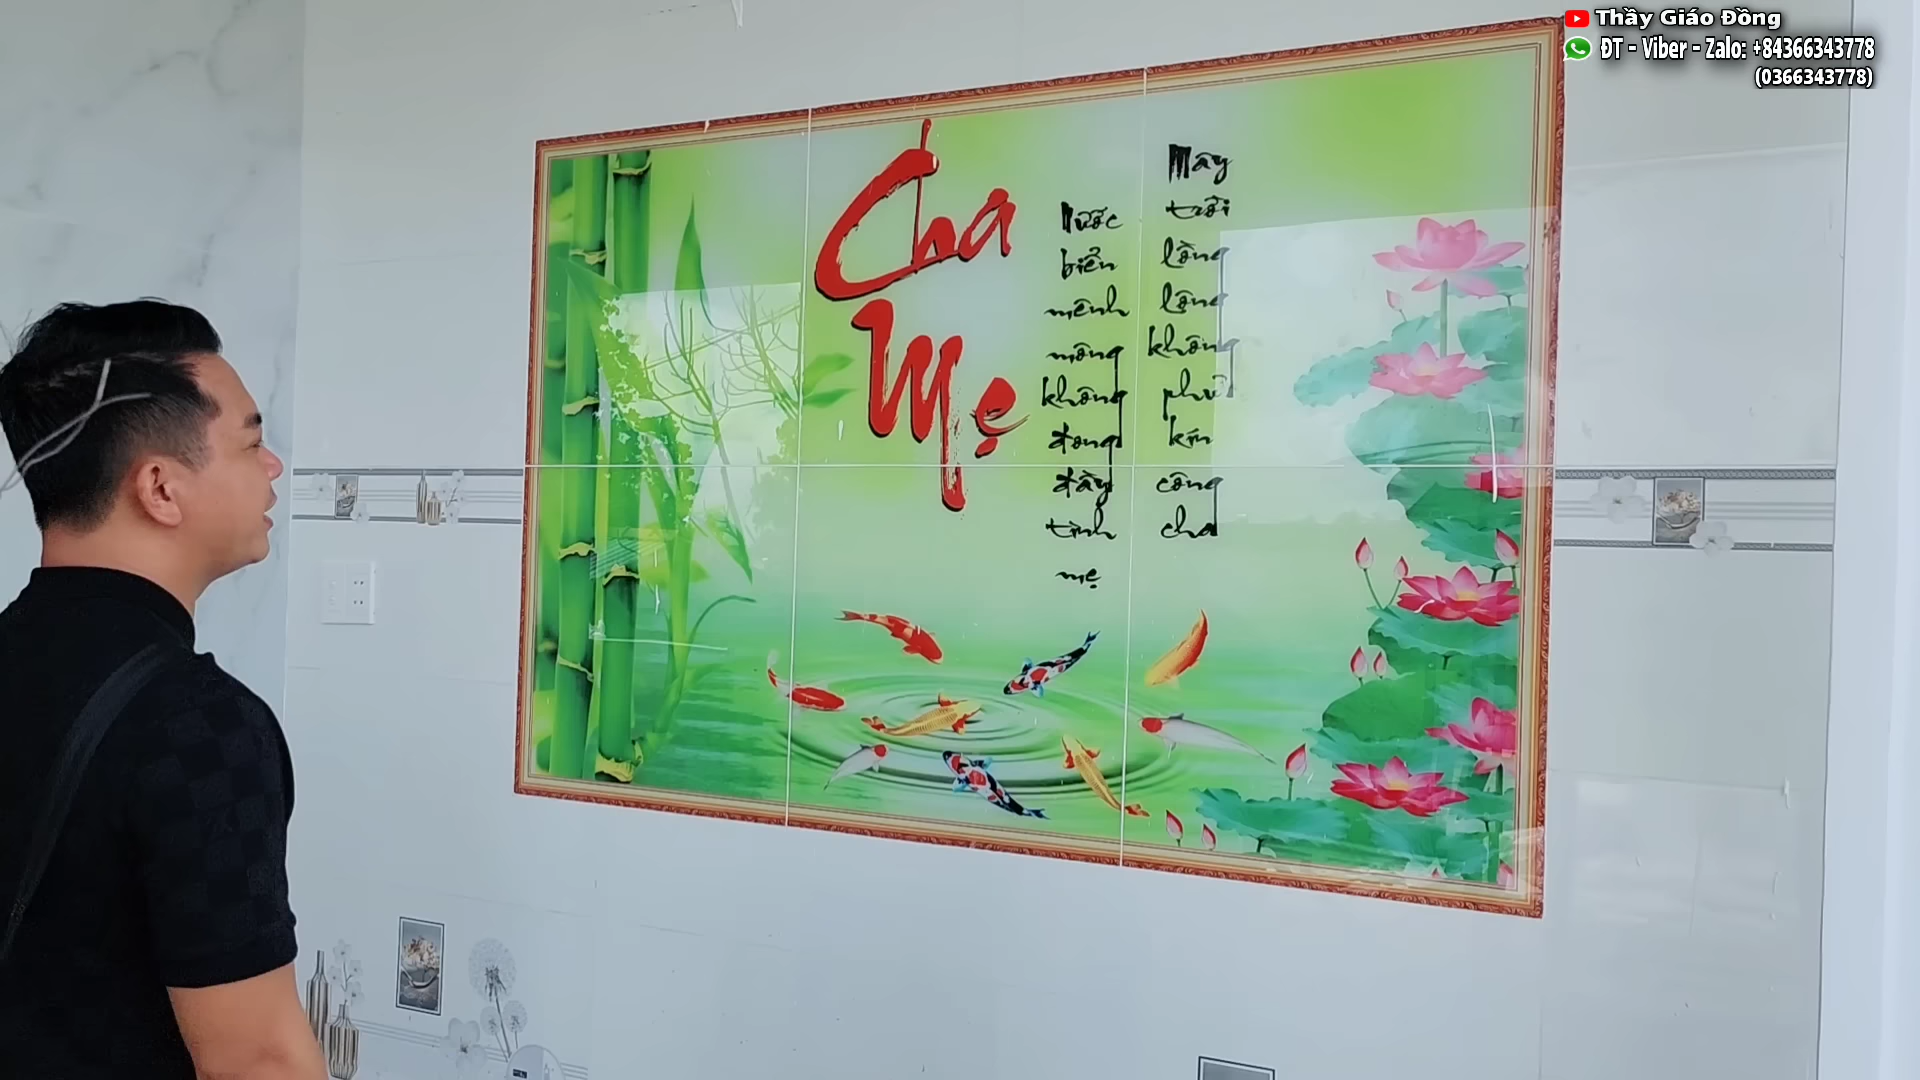 Thầy Giáo Đồng
ĐT - Viber - Zalo: +84366343778
(0366343778)
Cha
Mẹ
Mây
trời
lồng
lộng
không
phủ
kín
công
cha
Nước
biển
mênh
mông
không
đong
đầy
tình
mẹ